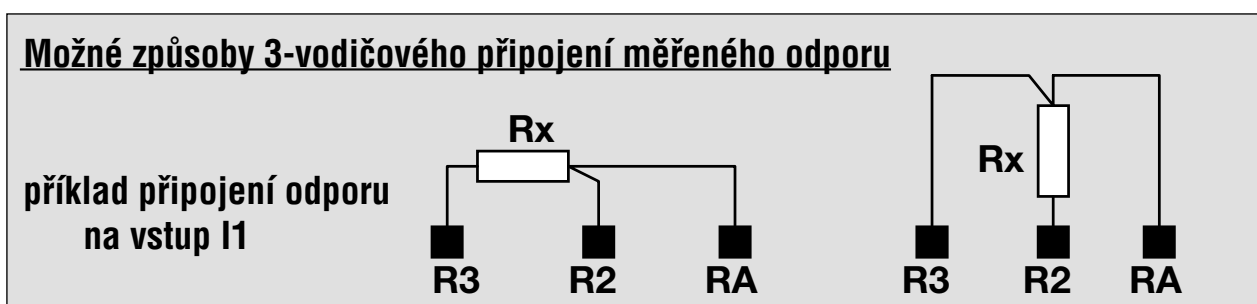 Možné způsoby 3-vodičového připojení měřeného odporu
příklad připojení odporu
na vstup I1
Rx
R3 R2 RA
Rx
R3 R2 RA